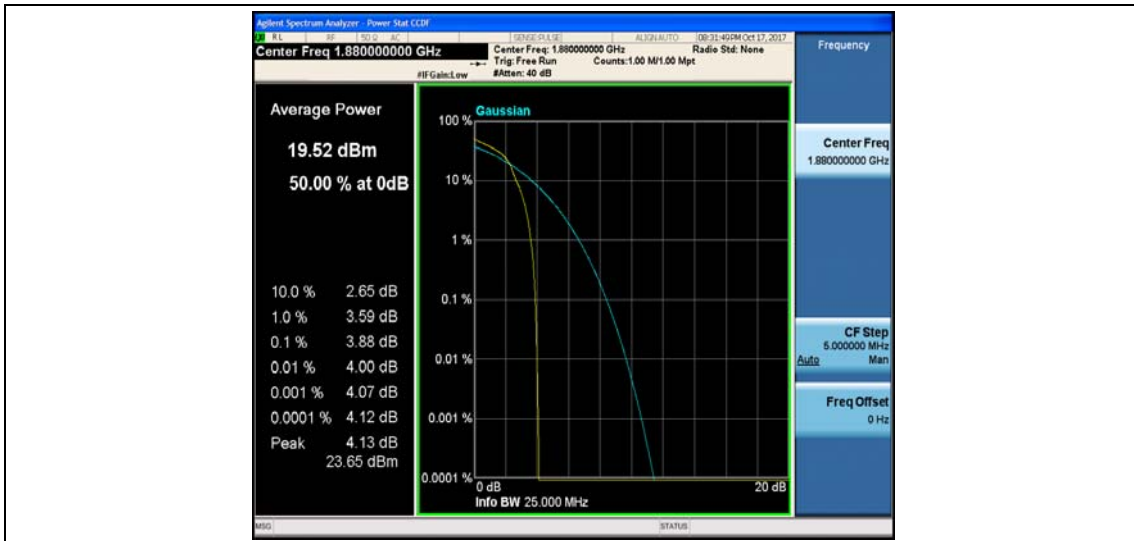 Agilent Spectrum Analyzer - Power Stat CCDF
RL RF 50 Ω AC SENSE:PULSE ALIGNAUTO 08:31:49PM Oct 17, 2017
Center Freq 1.880000000 GHz
Center Freq: 1.880000000 GHz Radio Std: None
Trig: Free Run Counts:1.00 M/1.00 Mpt
#IFGain:Low #Atten: 40 dB
Frequency
Average Power
19.52 dBm
50.00 % at 0dB
10.0 % 2.65 dB
1.0 % 3.59 dB
0.1 % 3.88 dB
0.01 % 4.00 dB
0.001 % 4.07 dB
0.0001 % 4.12 dB
Peak 4.13 dB
23.65 dBm
Gaussian
100 %
10 %
1 %
0.1 %
0.01 %
0.001 %
0.0001 %
0 dB 20 dB
Info BW 25.000 MHz
Center Freq
1.880000000 GHz
CF Step
5.000000 MHz
Auto Man
Freq Offset
0 Hz
MSG STATUS